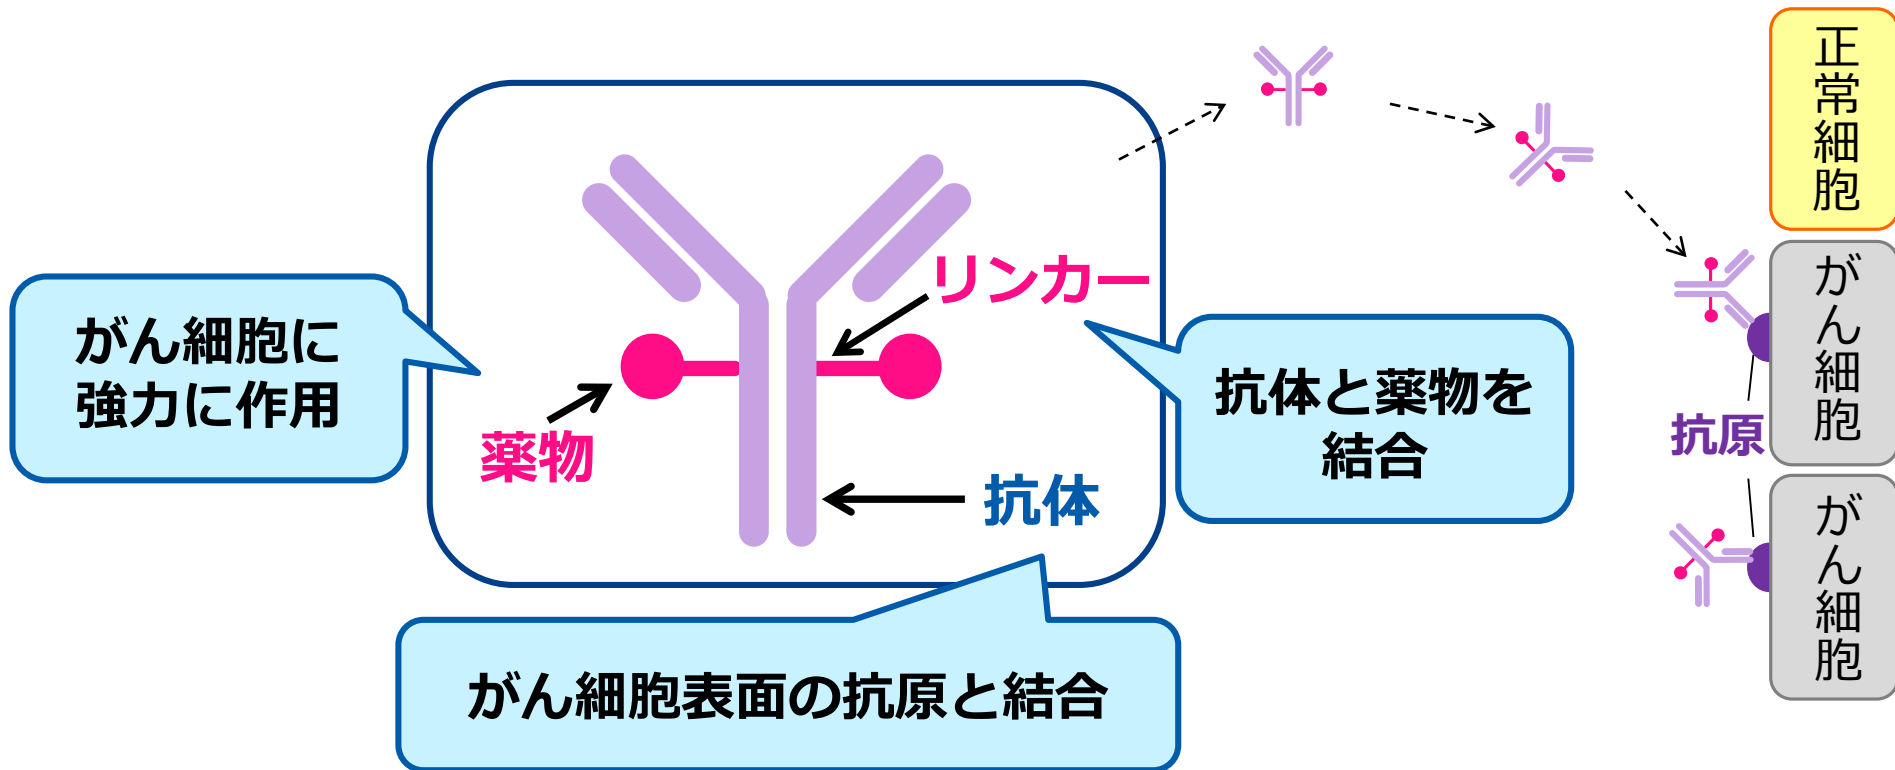 がん細胞に
強力に作用
リンカー
薬物
抗体
抗体と薬物を
結合
がん細胞表面の抗原と結合
正常細胞
がん細胞
抗原
がん細胞